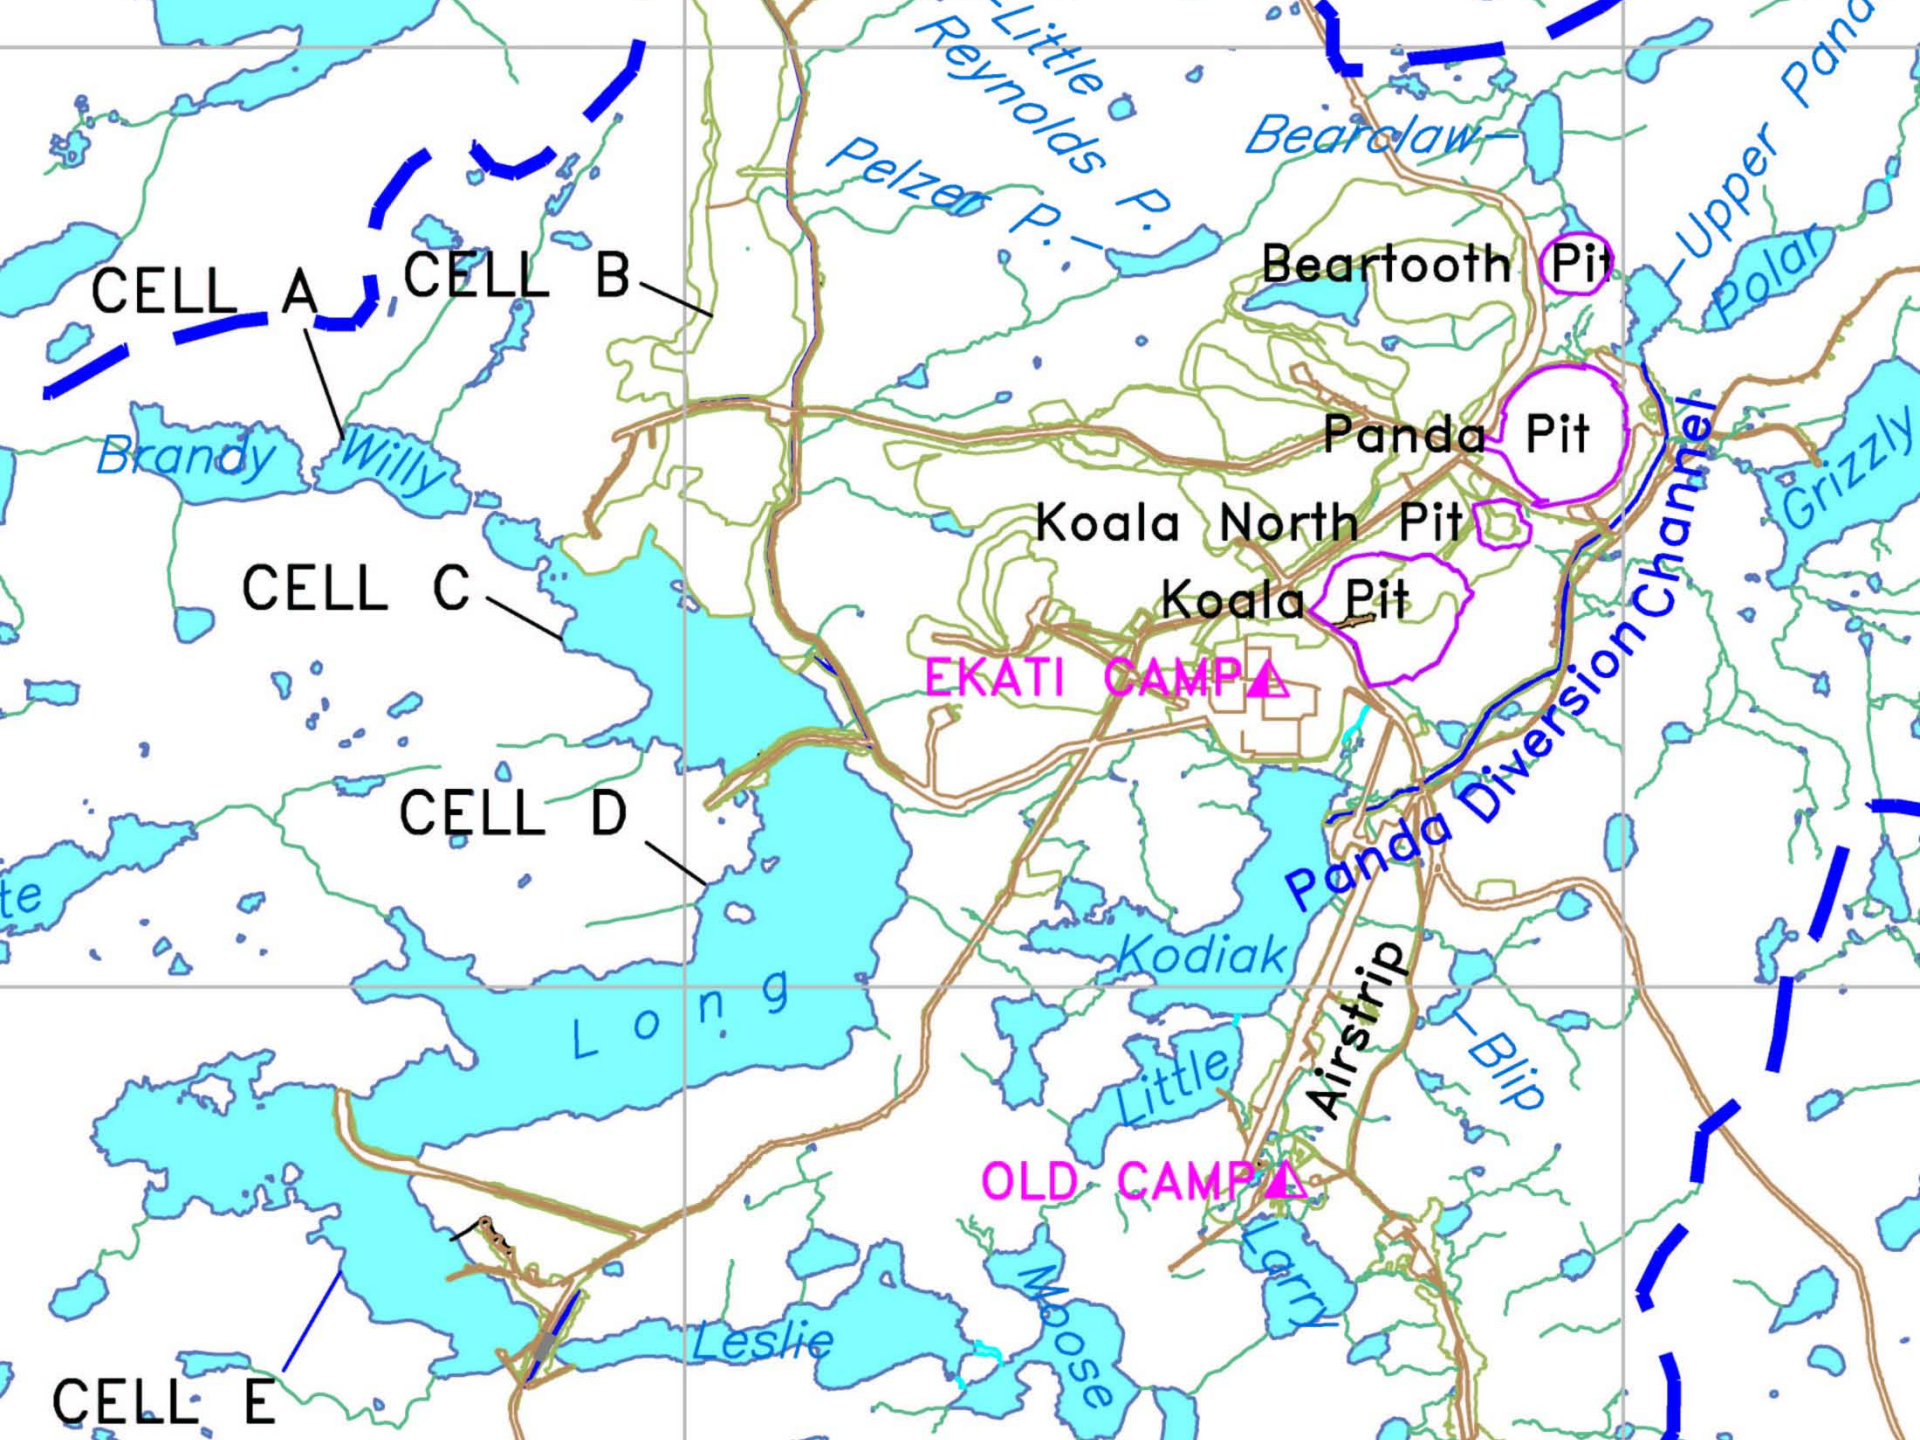 Little
Reynolds P.
Pelzer P.
Bearclaw
Upper Pand
Polar
CELL A
CELL B
Beartooth Pit
Brandy
Willy
Panda Pit
Grizzly
Koala North Pit
CELL C
Koala Pit
EKATI CAMP
Panda Diversion Channel
CELL D
te
Kodiak
Long
Airstrip
Blip
Little
OLD CAMP
Larry
Moose
Leslie
CELL E